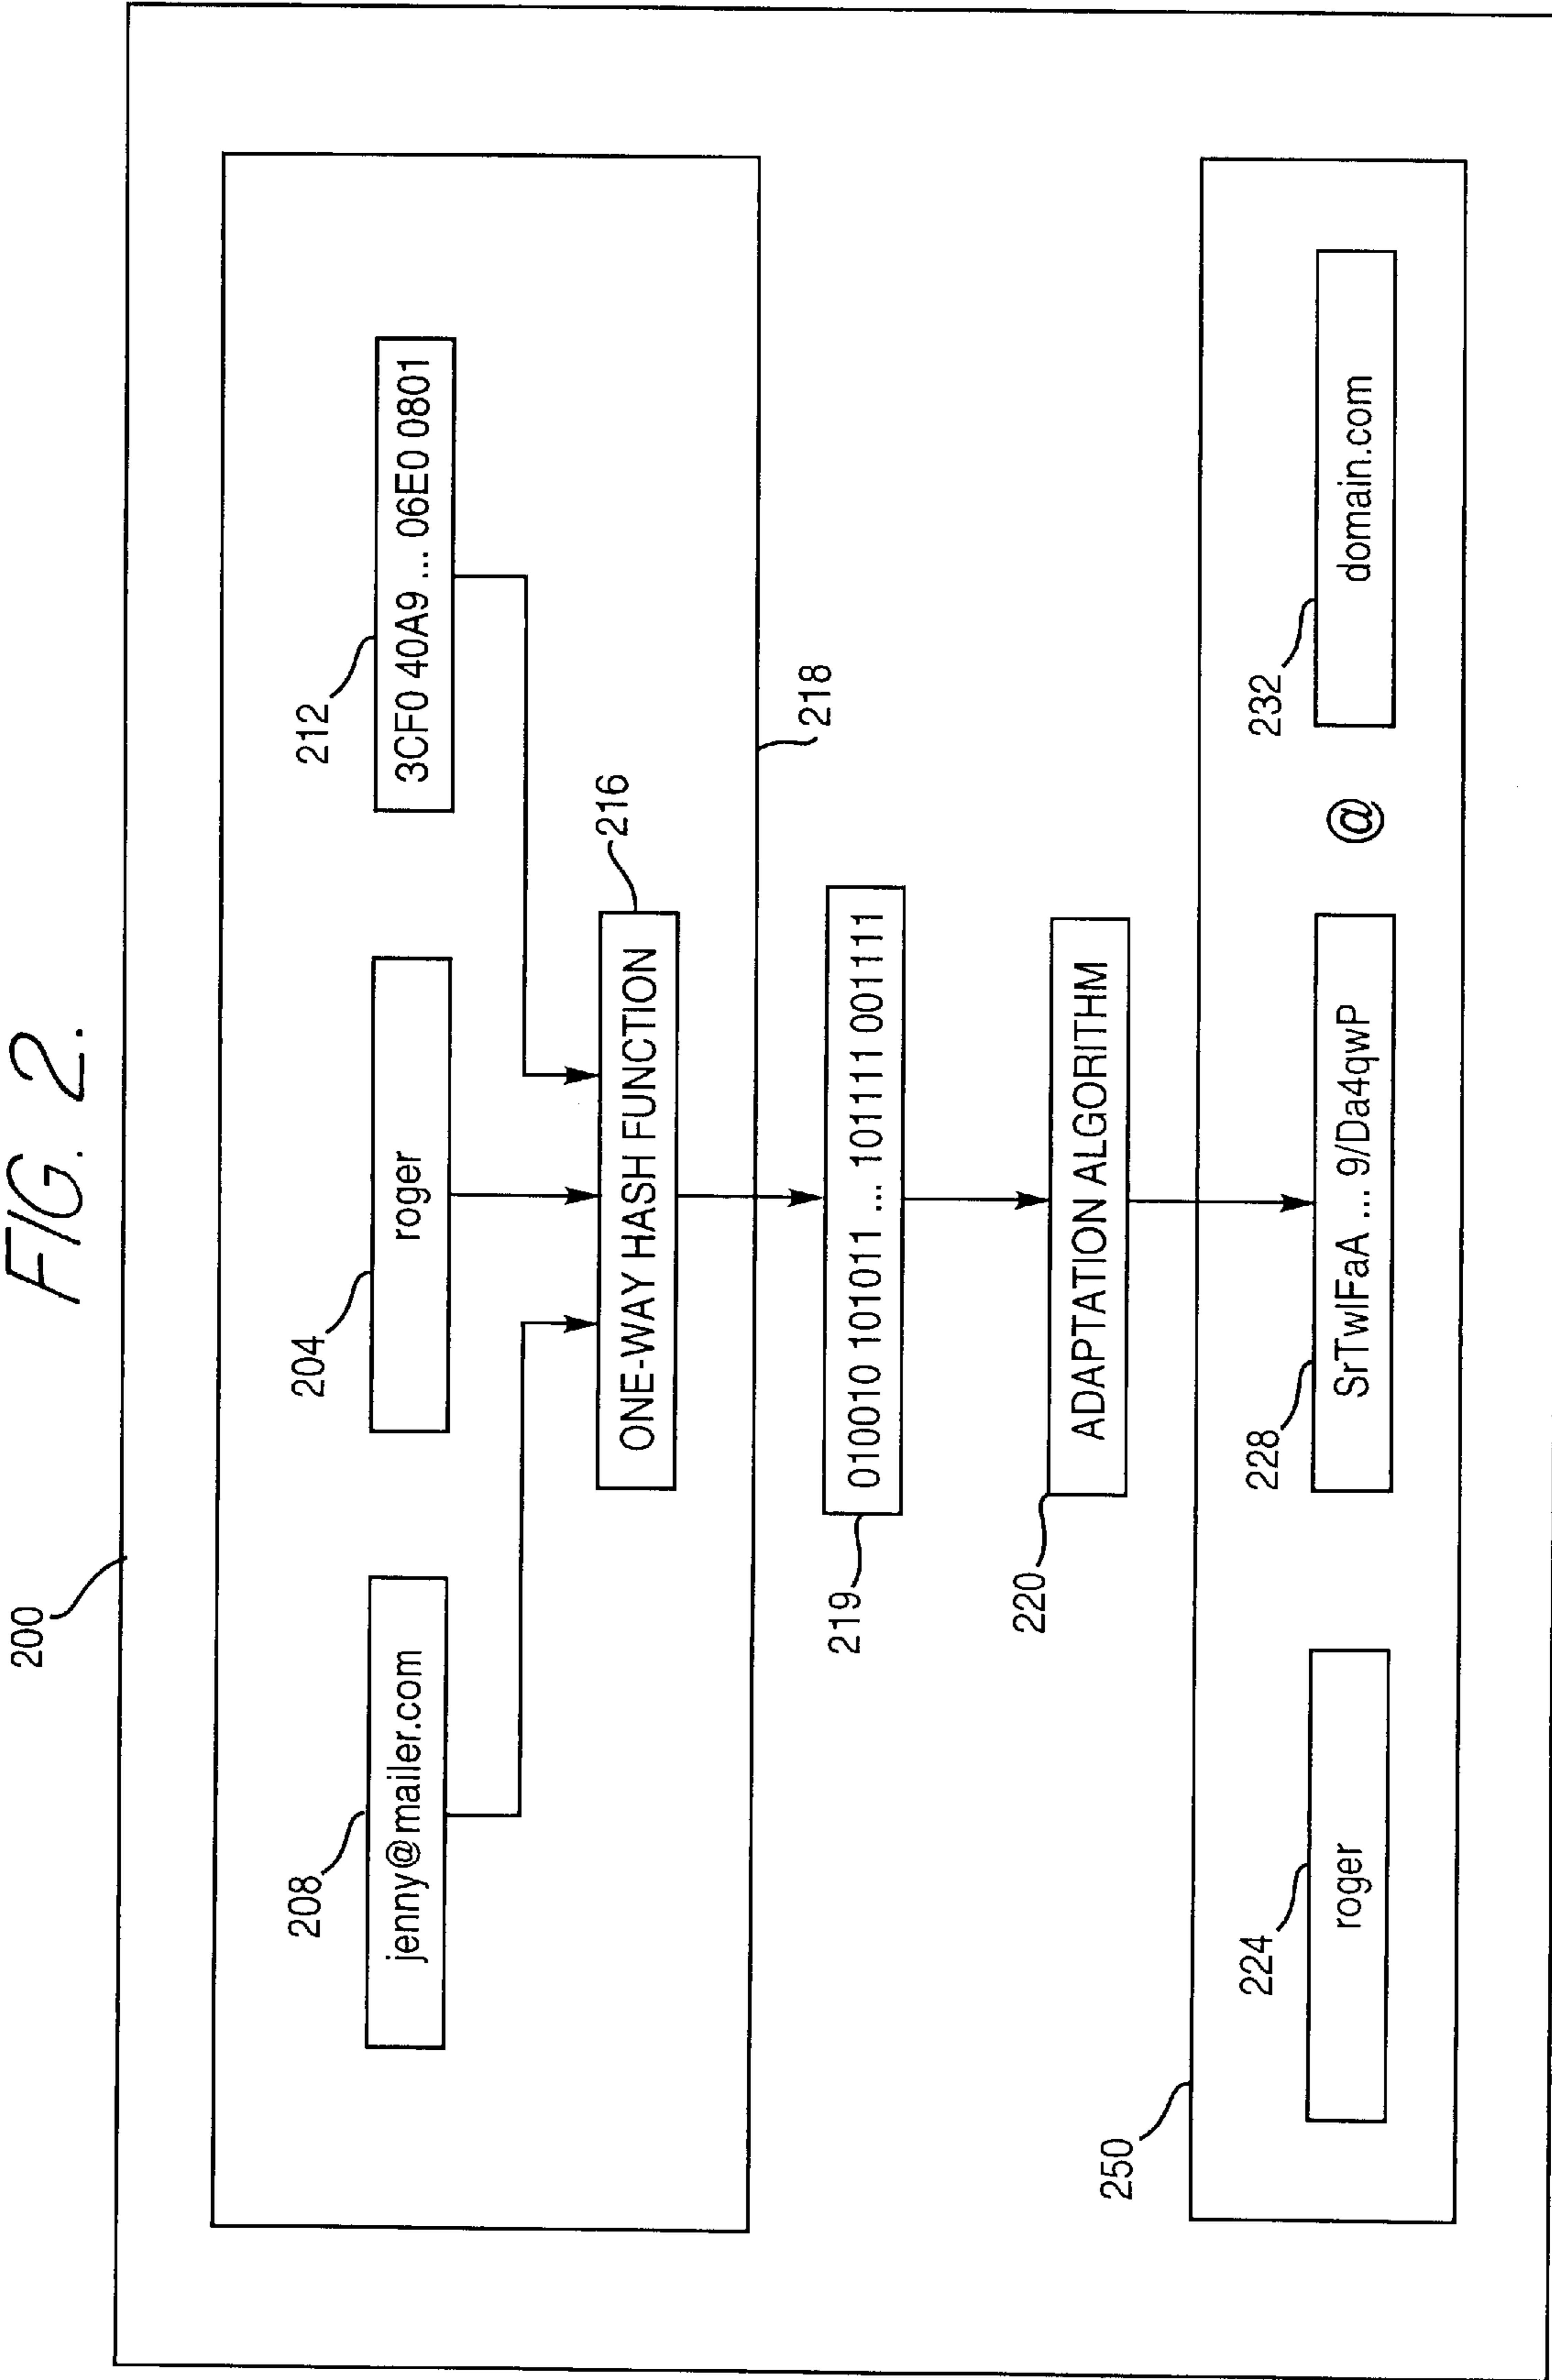 FIG. 2.
200
208
204
212
jenny@mailer.com
roger
3CF0 40A9 ... 06E0 0801
216
ONE-WAY HASH FUNCTION
218
219
010010 101011 ... 101111 001111
220
ADAPTATION ALGORITHM
250
224
228
232
roger
SrTwIFaA ... 9/Da4qwP
@
domain.com